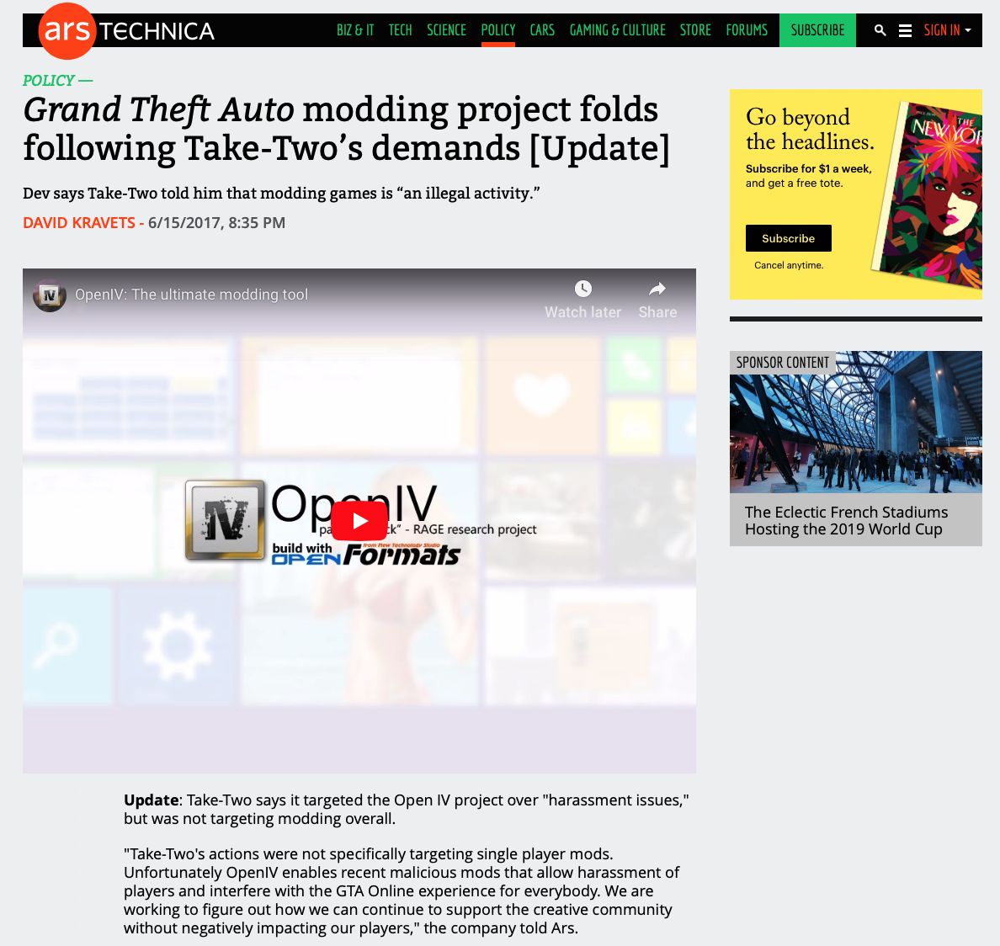 ars TECHNICA
BIZ & IT TECH SCIENCE POLICY CARS GAMING & CULTURE STORE FORUMS SUBSCRIBE SIGN IN
POLICY —
Grand Theft Auto modding project folds
following Take-Two’s demands [Update]
Dev says Take-Two told him that modding games is “an illegal activity.”
DAVID KRAVETS - 6/15/2017, 8:35 PM
IV
OpenIV: The ultimate modding tool
Watch later Share
IV
OpenIV
- RAGE research project
build with
from New Technology Studio
OPENFormats
Update: Take-Two says it targeted the Open IV project over "harassment issues,"
but was not targeting modding overall.
"Take-Two's actions were not specifically targeting single player mods.
Unfortunately OpenIV enables recent malicious mods that allow harassment of
players and interfere with the GTA Online experience for everybody. We are
working to figure out how we can continue to support the creative community
without negatively impacting our players," the company told Ars.
Go beyond
the headlines.
Subscribe for $1 a week,
and get a free tote.
Subscribe
Cancel anytime.
THE
NEW YOR
SPONSOR CONTENT
The Eclectic French Stadiums
Hosting the 2019 World Cup